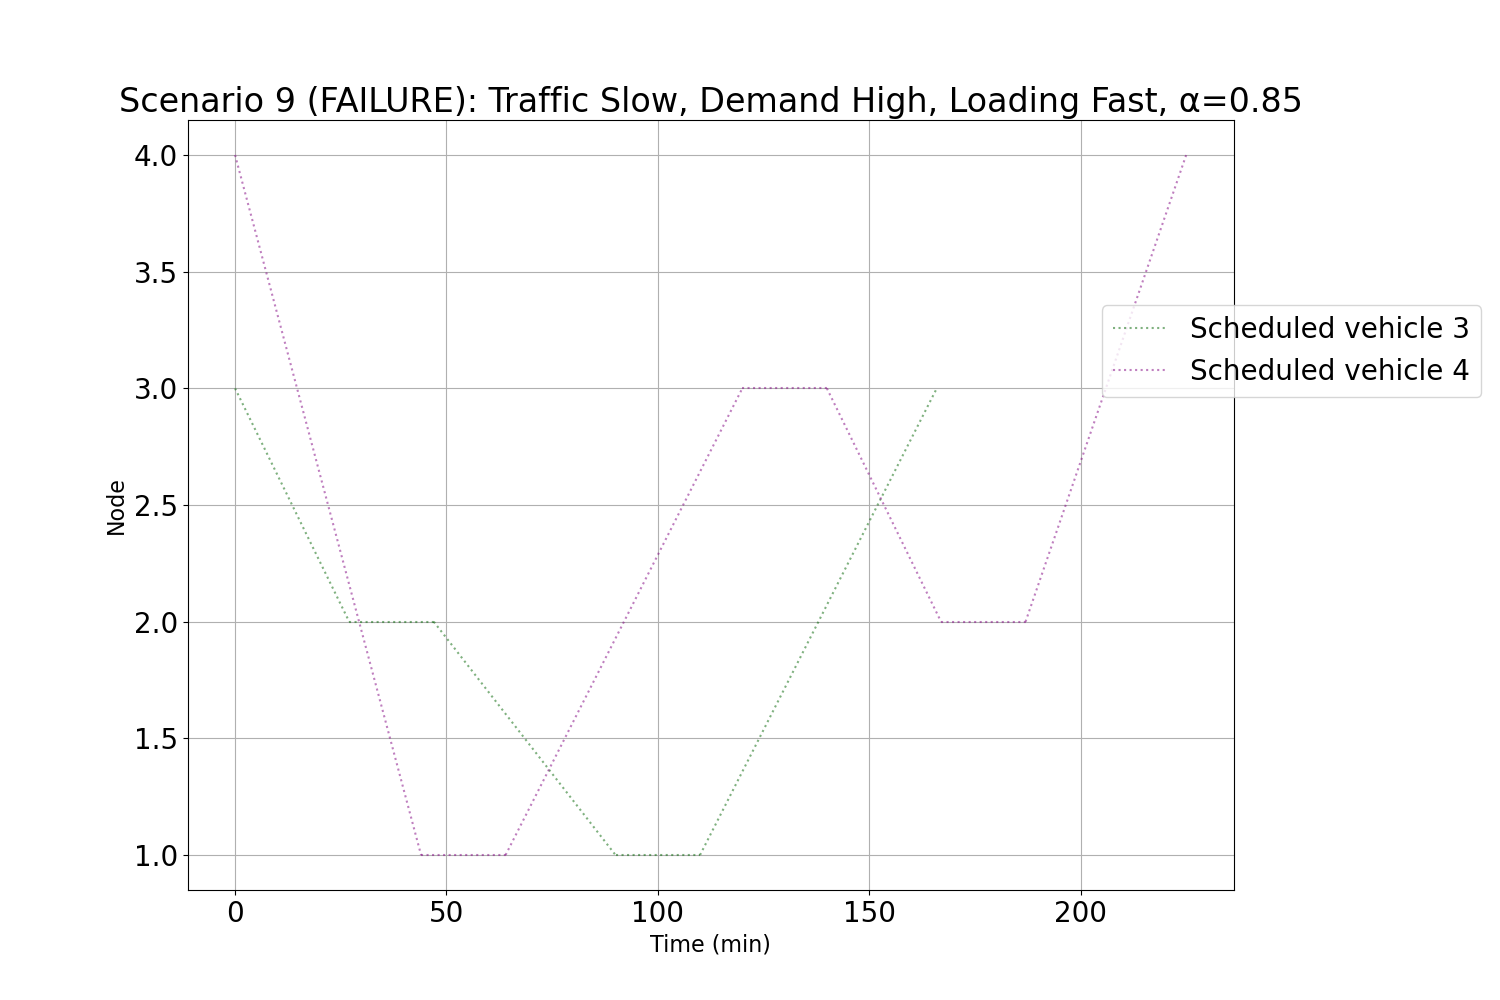 Scenario 9 (FAILURE): Traffic Slow, Demand High, Loading Fast, α=0.85
4.0
3.5
3.0
2.5
2.0
1.5
1.0
Node
Scheduled vehicle 3
Scheduled vehicle 4
0 50 100 150 200
Time (min)